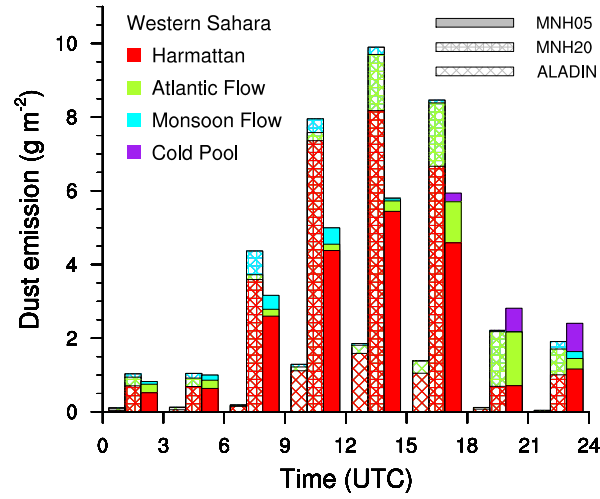 Western Sahara
Harmattan
Atlantic Flow
Monsoon Flow
Cold Pool
MNH05
MNH20
ALADIN
Dust emission (g m⁻²)
10
8
6
4
2
0
0 3 6 9 12 15 18 21 24
Time (UTC)